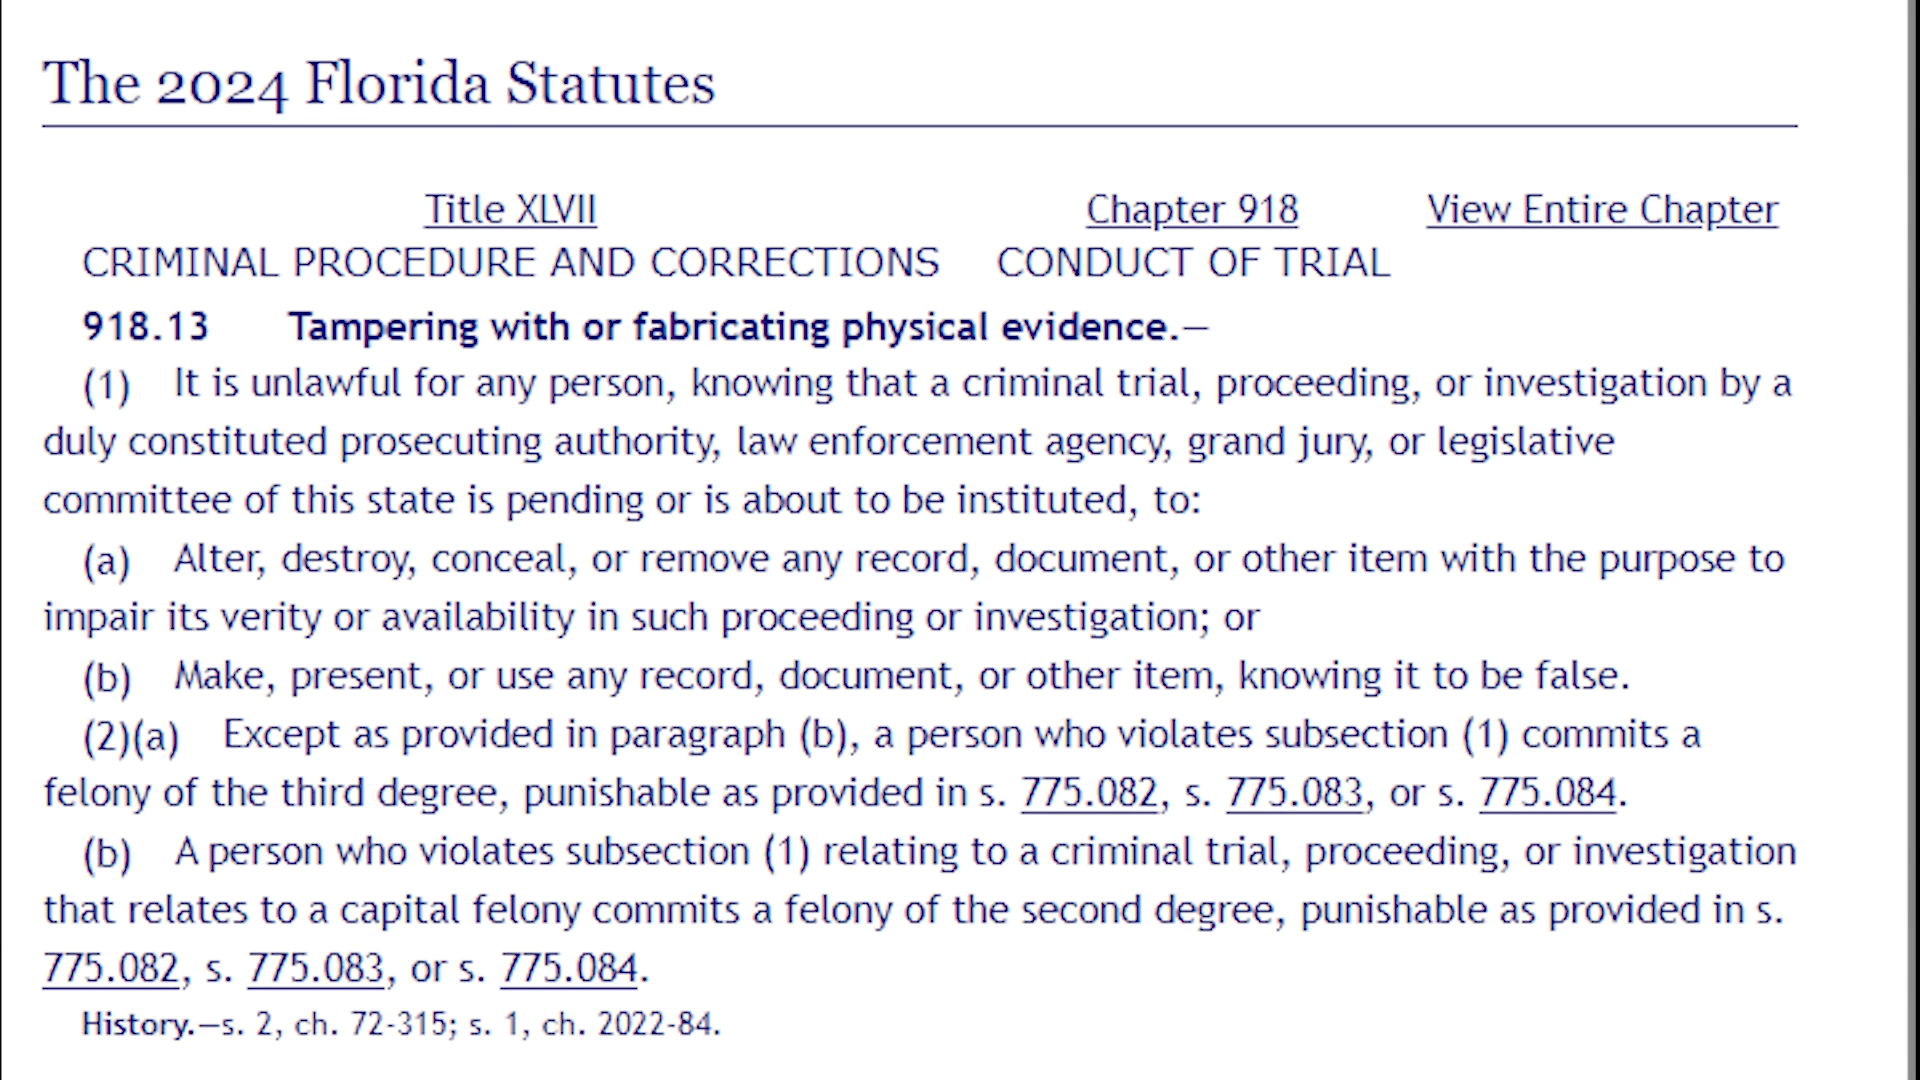 The 2024 Florida Statutes
Title XLVII Chapter 918 View Entire Chapter
CRIMINAL PROCEDURE AND CORRECTIONS CONDUCT OF TRIAL
918.13 Tampering with or fabricating physical evidence.—
(1) It is unlawful for any person, knowing that a criminal trial, proceeding, or investigation by a
duly constituted prosecuting authority, law enforcement agency, grand jury, or legislative
committee of this state is pending or is about to be instituted, to:
(a) Alter, destroy, conceal, or remove any record, document, or other item with the purpose to
impair its verity or availability in such proceeding or investigation; or
(b) Make, present, or use any record, document, or other item, knowing it to be false.
(2)(a) Except as provided in paragraph (b), a person who violates subsection (1) commits a
felony of the third degree, punishable as provided in s. 775.082, s. 775.083, or s. 775.084.
(b) A person who violates subsection (1) relating to a criminal trial, proceeding, or investigation
that relates to a capital felony commits a felony of the second degree, punishable as provided in s.
775.082, s. 775.083, or s. 775.084.
History.—s. 2, ch. 72-315; s. 1, ch. 2022-84.